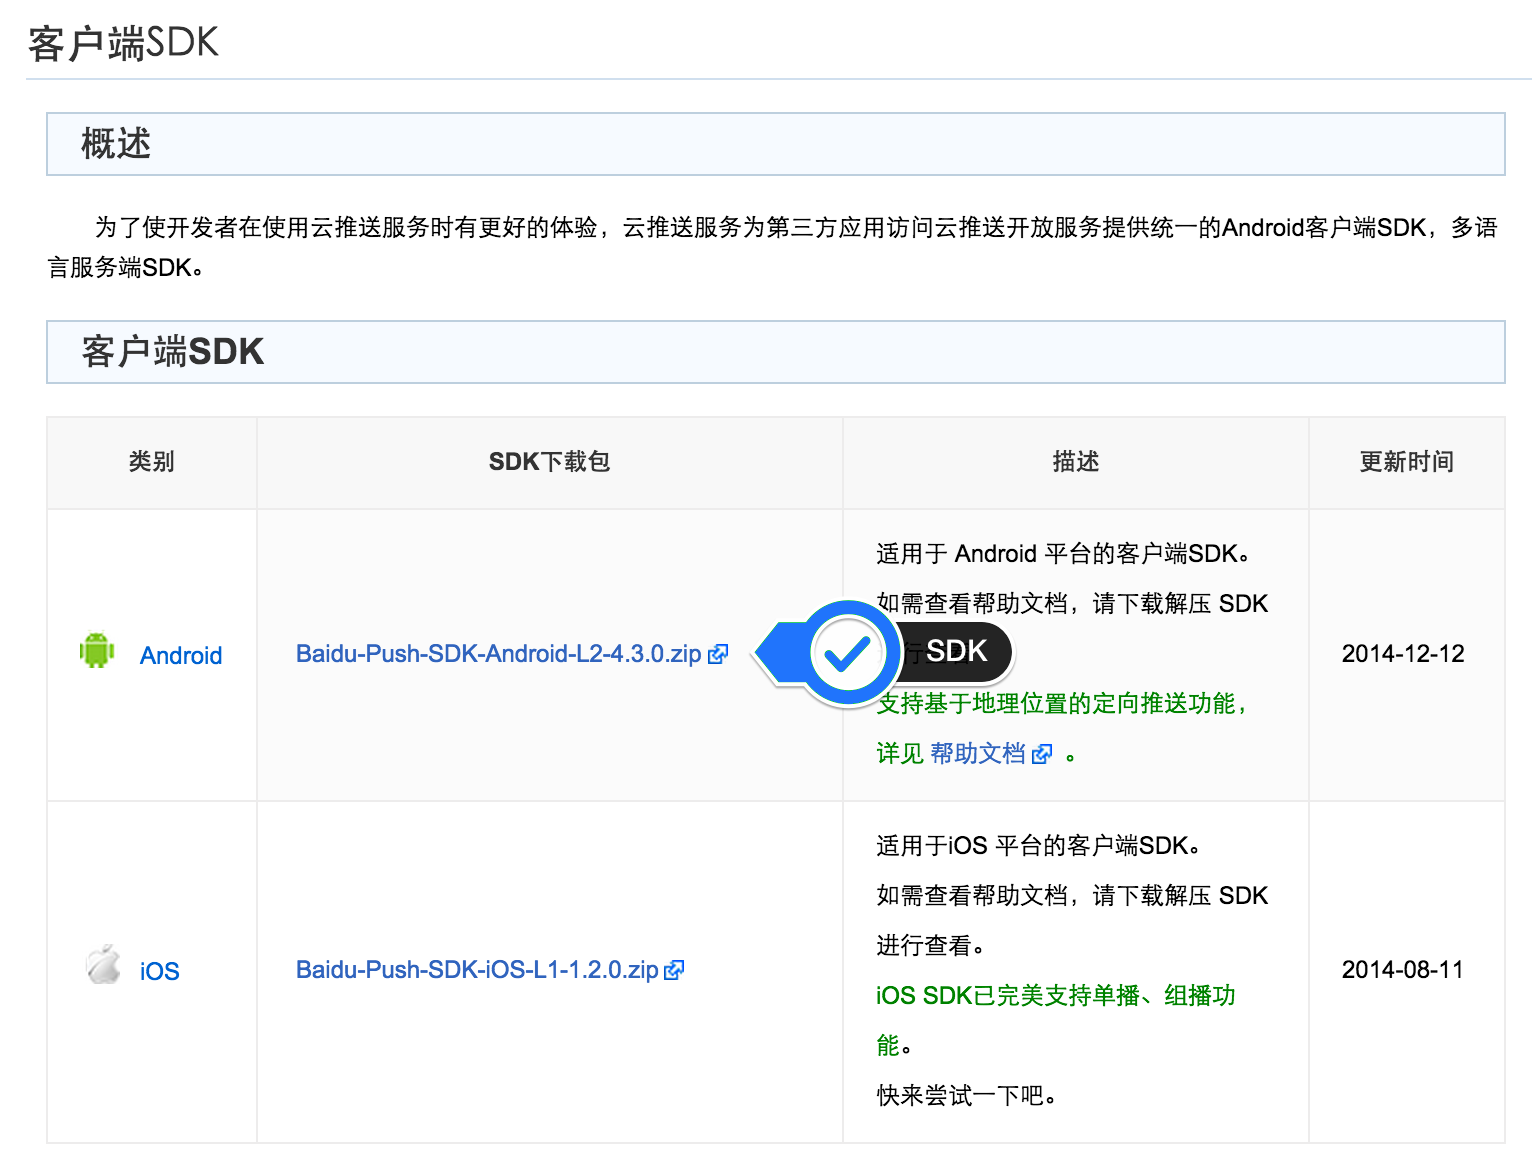 客户端SDK
概述
为了使开发者在使用云推送服务时有更好的体验，云推送服务为第三方应用访问云推送开放服务提供统一的Android客户端SDK，多语
言服务端SDK。
客户端SDK
类别 SDK下载包 描述 更新时间
Android
Baidu-Push-SDK-Android-L2-4.3.0.zip
适用于 Android 平台的客户端SDK。
如需查看帮助文档，请下载解压 SDK
行查看
SDK
支持基于地理位置的定向推送功能，
详见 帮助文档 。
2014-12-12
iOS
Baidu-Push-SDK-iOS-L1-1.2.0.zip
适用于iOS 平台的客户端SDK。
如需查看帮助文档，请下载解压 SDK
进行查看。
iOS SDK已完美支持单播、组播功
能。
快来尝试一下吧。
2014-08-11